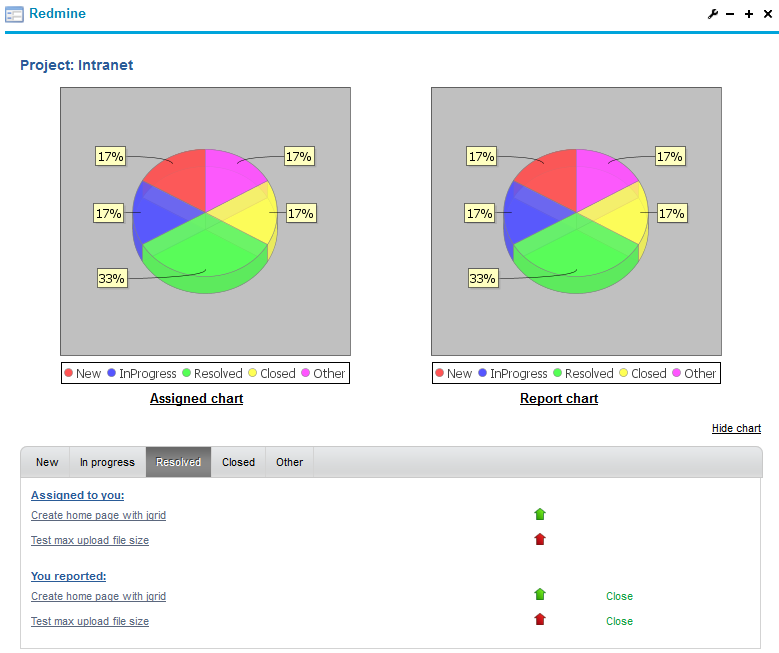 Redmine
Project: Intranet
17% 17% 17% 17%
17% 17% 17% 17%
33% 33%
New InProgress Resolved Closed Other New InProgress Resolved Closed Other
Assigned chart Report chart
Hide chart
New In progress Resolved Closed Other
Assigned to you:
Create home page with jqrid
Test max upload file size
You reported:
Create home page with jqrid Close
Test max upload file size Close